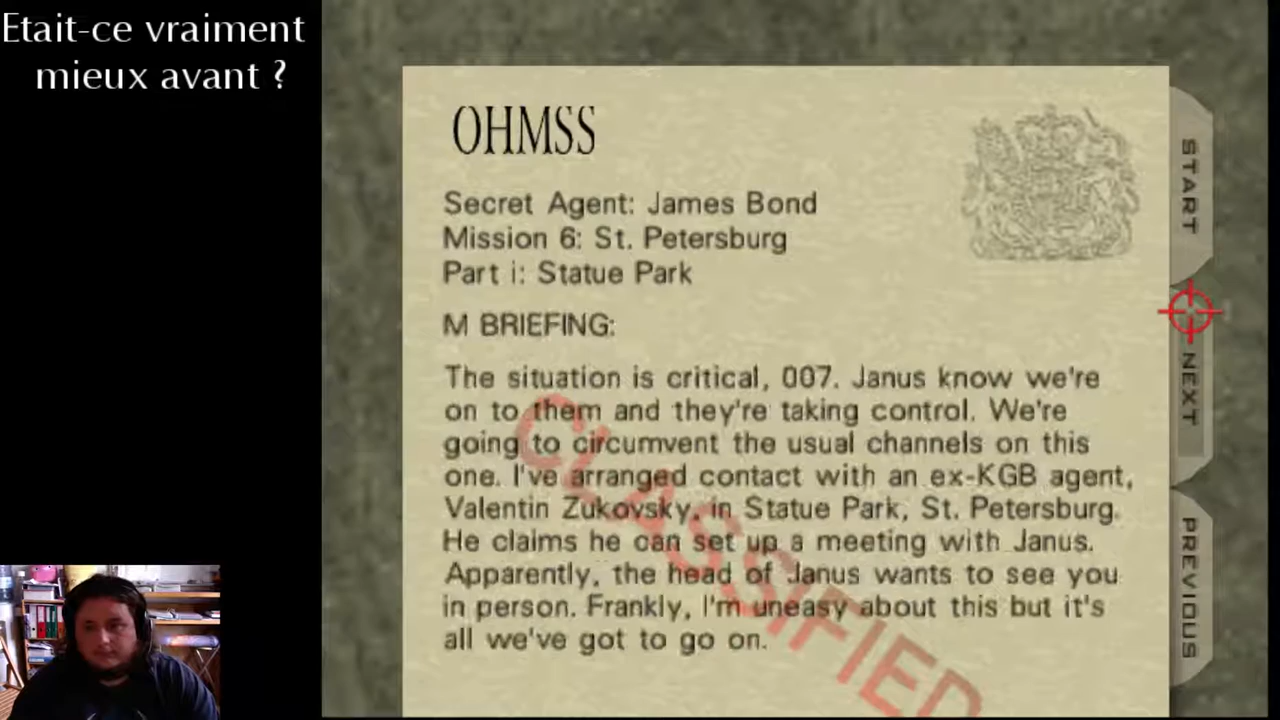 Etait-ce vraiment
mieux avant ?
OHMSS
Secret Agent: James Bond
Mission 6: St. Petersburg
Part i: Statue Park
M BRIEFING:
The situation is critical, 007. Janus know we're
on to them and they're taking control. We're
going to circumvent the usual channels on this
one. I've arranged contact with an ex-KGB agent,
Valentin Zukovsky, in Statue Park, St. Petersburg.
He claims he can set up a meeting with Janus.
Apparently, the head of Janus wants to see you
in person. Frankly, I'm uneasy about this but it's
all we've got to go on.
CLASSIFIED
START
NEXT
PREVIOUS